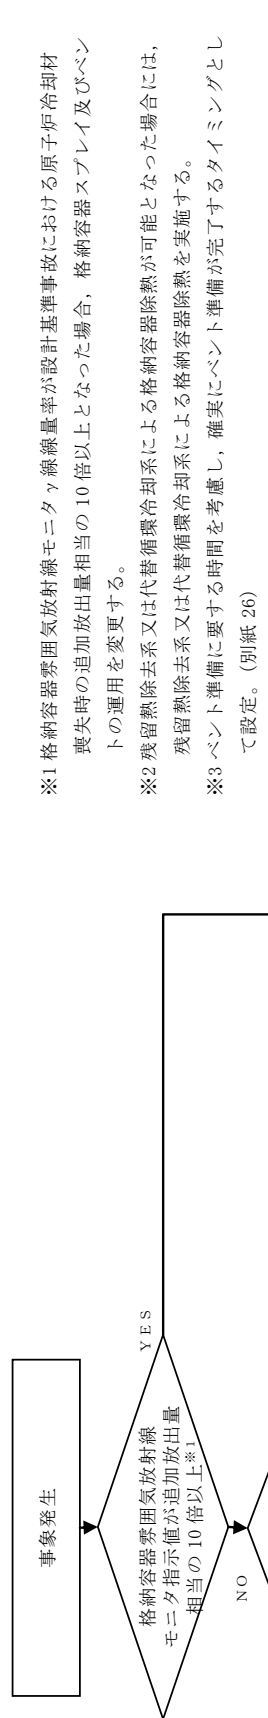 ※1 格納容器雰囲気放射線モニタγ線線量率が設計基準事故における原子炉冷却材
喪失時の追加放出量相当の10倍以上となった場合，格納容器スプレイ及びベン
トの運用を変更する。
※2 残留熱除去系又は代替循環冷却系による格納容器除熱が可能となった場合には，
残留熱除去系又は代替循環冷却系による格納容器除熱を実施する。
※3 ベント準備に要する時間を考慮し，確実にベント準備が完了するタイミングとし
て設定。（別紙 26）
事象発生
格納容器雰囲気放射線
モニタ指示値が追加放出量
相当の 10 倍以上※1
ＹＥＳ
ＮＯ